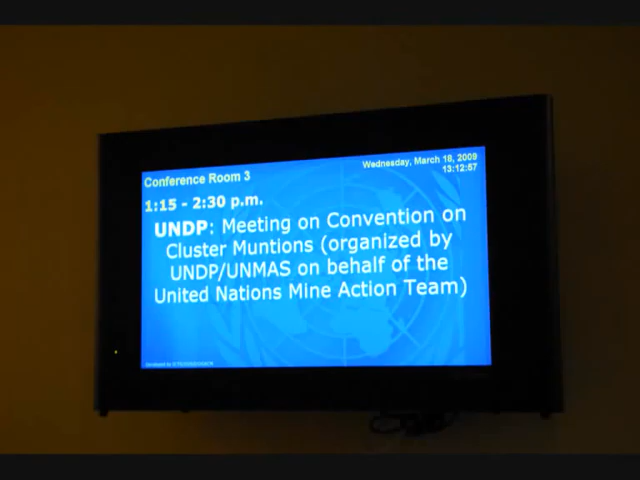 Conference Room 3
Wednesday, March 18, 2009
13:12:57
1:15 - 2:30 p.m.
UNDP: Meeting on Convention on
Cluster Muntions (organized by
UNDP/UNMAS on behalf of the
United Nations Mine Action Team)